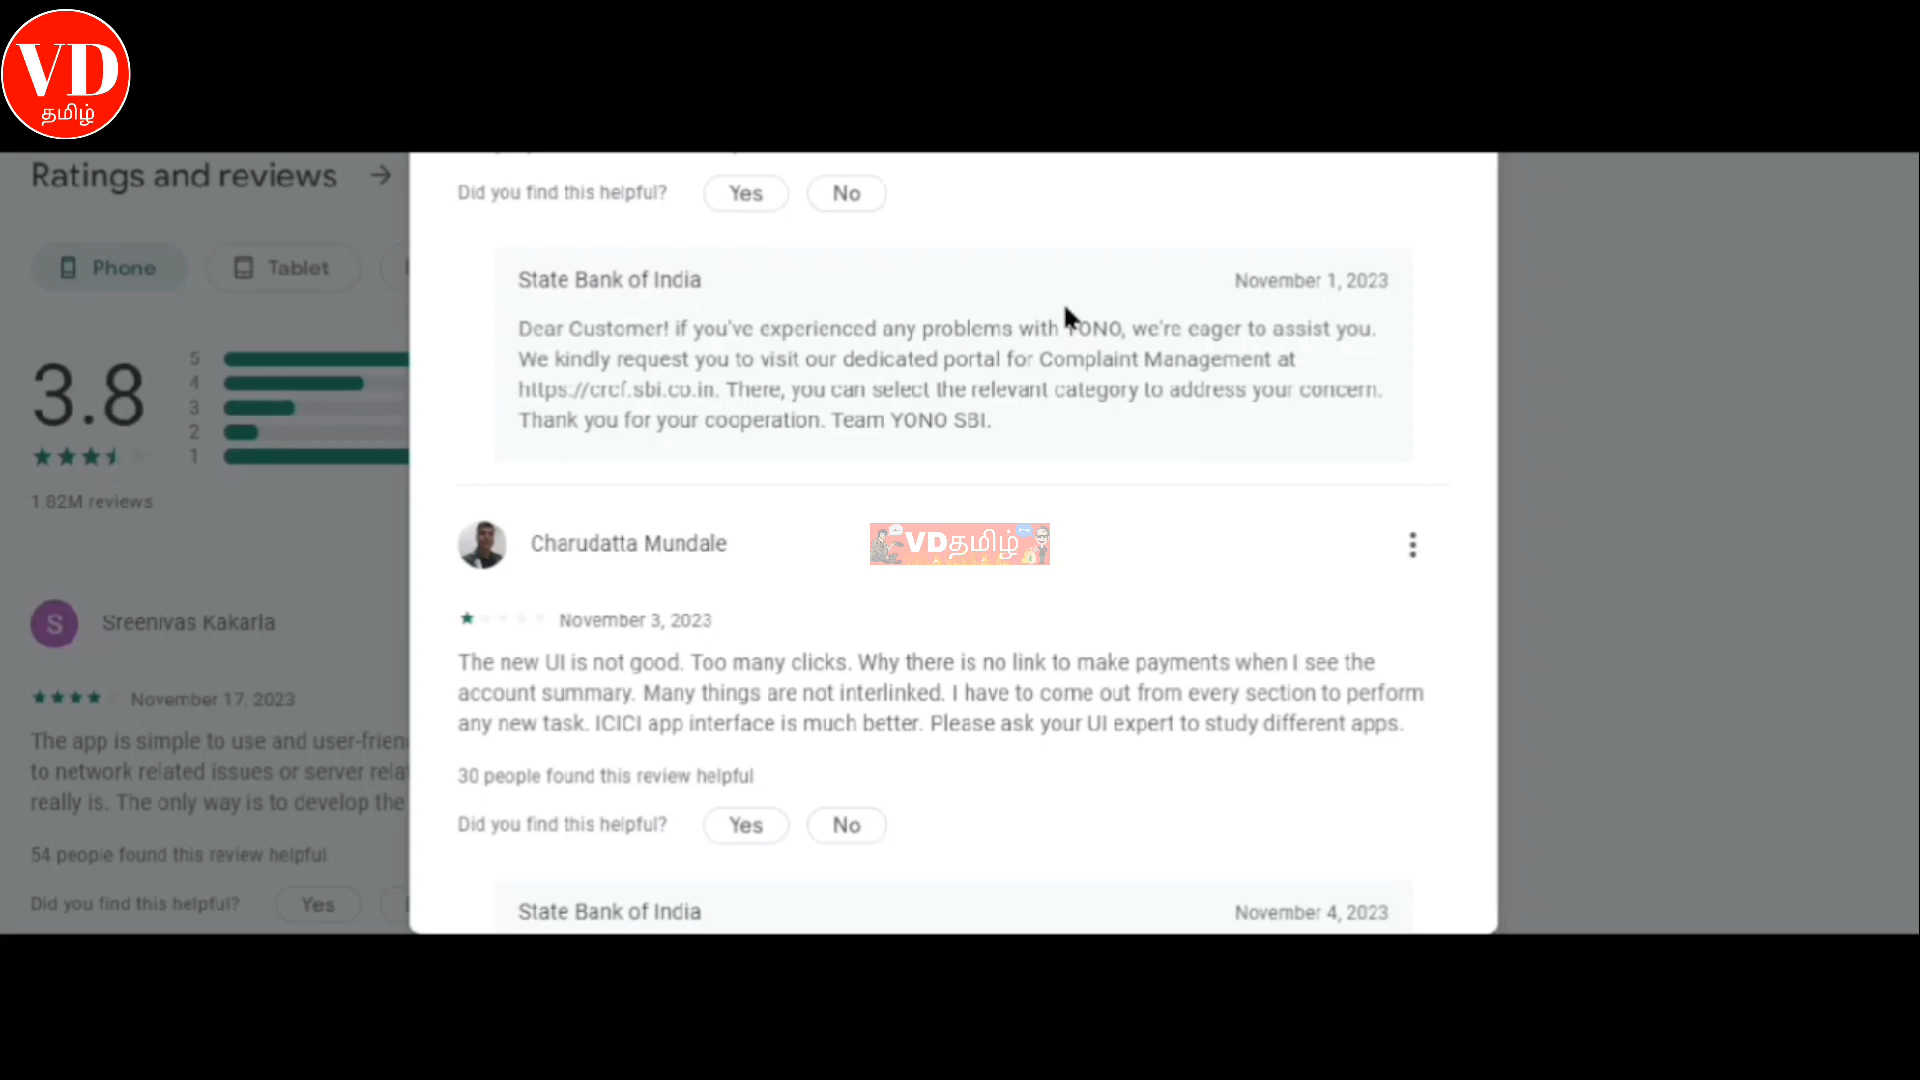 VD
தமிழ்
Ratings and reviews
Phone
Tablet
3.8
5
4
3
2
1
1.82M reviews
S
Sreenivas Kakarla
November 17, 2023
The app is simple to use and user-frien
to network related issues or server rela
really is. The only way is to develop the
54 people found this review helpful
Did you find this helpful?
Yes
Did you find this helpful?
Yes
No
State Bank of India
November 1, 2023
Dear Customer! if you've experienced any problems with YONO, we're eager to assist you.
We kindly request you to visit our dedicated portal for Complaint Management at
https://crcf.sbi.co.in. There, you can select the relevant category to address your concern.
Thank you for your cooperation. Team YONO SBI.
Charudatta Mundale
VDதமிழ்
November 3, 2023
The new UI is not good. Too many clicks. Why there is no link to make payments when I see the
account summary. Many things are not interlinked. I have to come out from every section to perform
any new task. ICICI app interface is much better. Please ask your UI expert to study different apps.
30 people found this review helpful
Did you find this helpful?
Yes
No
State Bank of India
November 4, 2023